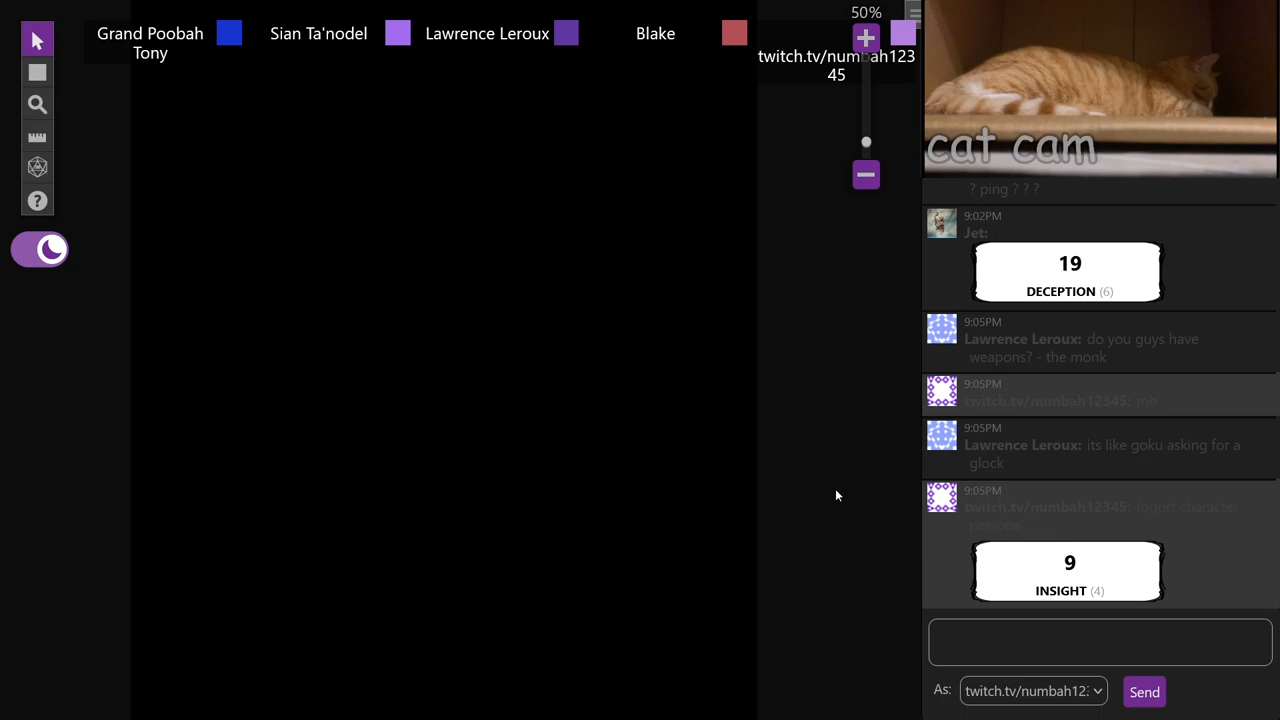 Grand Poobah
Tony
Sian Ta'nodel
Lawrence Leroux
Blake
twitch.tv/numbah123
45
50%
cat cam
? ping ? ? ?
9:02PM
Jet:
19
DECEPTION (6)
9:05PM
Lawrence Leroux: do you guys have
weapons? - the monk
9:05PM
twitch.tv/numbah12345: mb
9:05PM
Lawrence Leroux: its like goku asking for a
glock
9:05PM
twitch.tv/numbah12345: fogort character
persona
9
INSIGHT (4)
As:
twitch.tv/numbah12:
Send